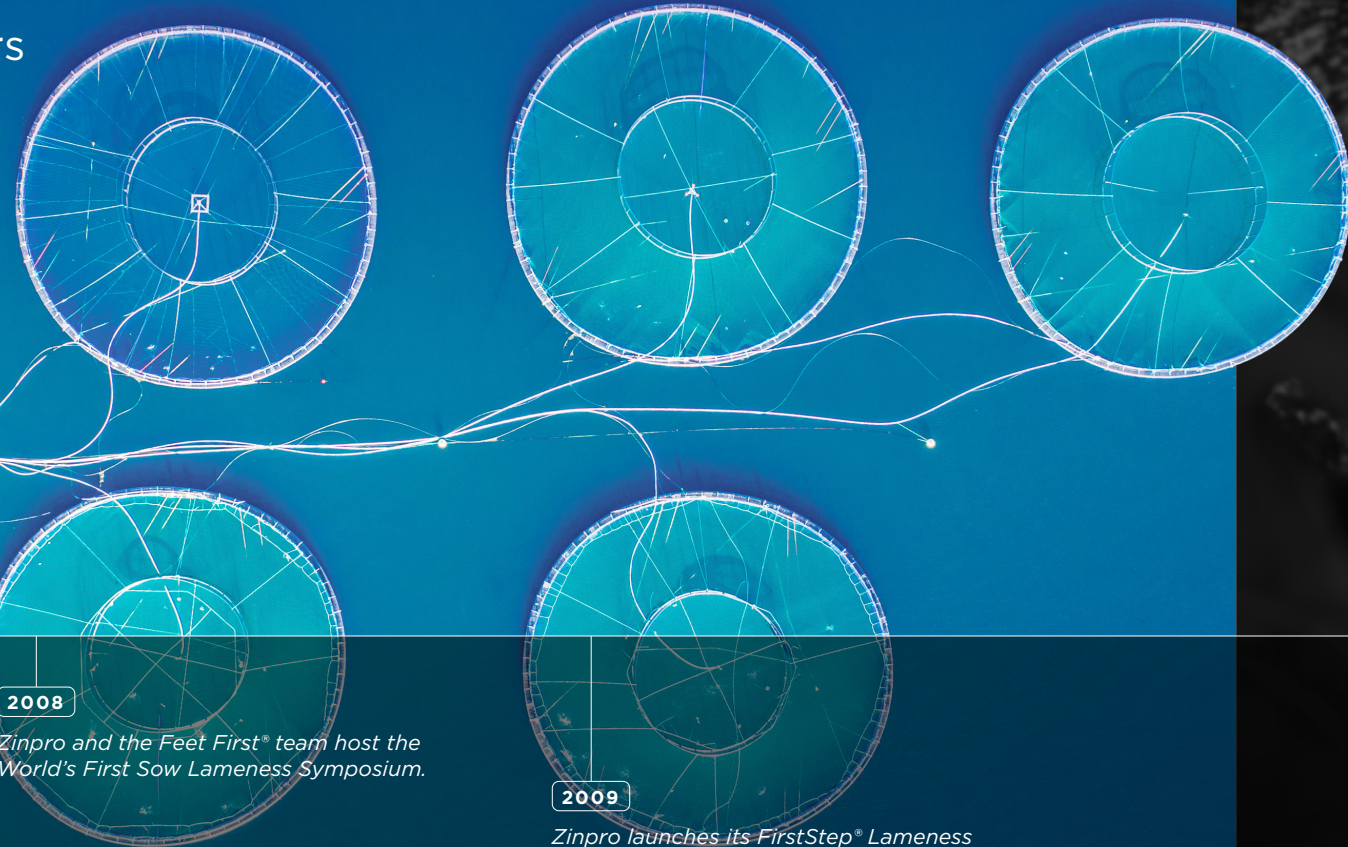 2008
Zinpro and the Feet First® team host the
World's First Sow Lameness Symposium.
2009
Zinpro launches its FirstStep® Lameness